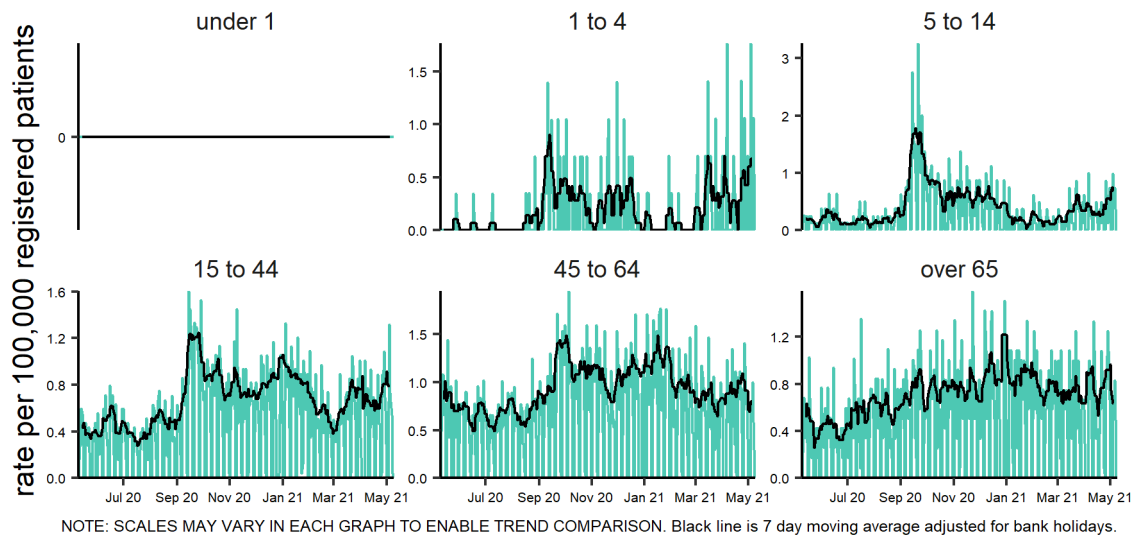 rate per 100,000 registered patients
under 1
0
1 to 4
1.5
1.0
0.5
0.0
5 to 14
3
2
1
0
15 to 44
1.6
1.2
0.8
0.4
0.0
Jul 20 Sep 20 Nov 20 Jan 21 Mar 21 May 21
45 to 64
1.5
1.0
0.5
0.0
Jul 20 Sep 20 Nov 20 Jan 21 Mar 21 May 21
over 65
1.2
0.8
0.4
0.0
Jul 20 Sep 20 Nov 20 Jan 21 Mar 21 May 21
NOTE: SCALES MAY VARY IN EACH GRAPH TO ENABLE TREND COMPARISON. Black line is 7 day moving average adjusted for bank holidays.